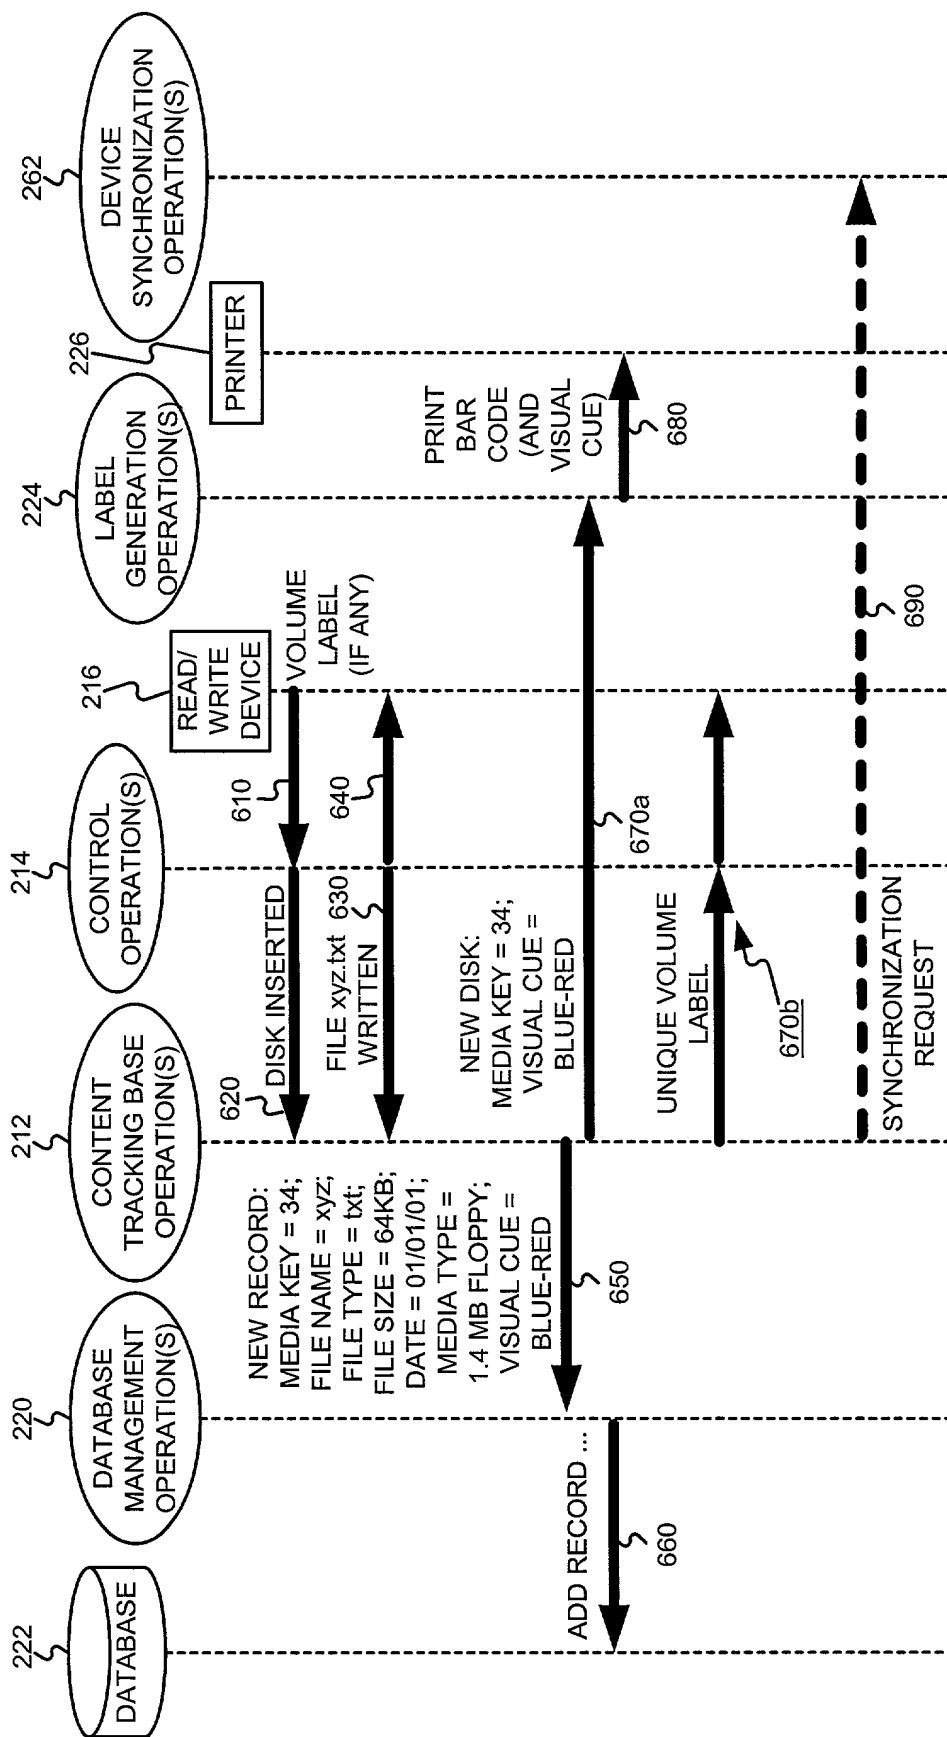 222
DATABASE
220
DATABASE
MANAGEMENT
OPERATION(S)
212
CONTENT
TRACKING BASE
OPERATION(S)
214
CONTROL
OPERATION(S)
216
READ/
WRITE
DEVICE
224
LABEL
GENERATION
OPERATION(S)
226
PRINTER
262
DEVICE
SYNCHRONIZATION
OPERATION(S)
620
DISK INSERTED
610
VOLUME
LABEL
(IF ANY)
FILE xyz.txt
WRITTEN
630
640
NEW RECORD:
MEDIA KEY = 34;
FILE NAME = xyz;
FILE TYPE = txt;
FILE SIZE = 64KB;
DATE = 01/01/01;
MEDIA TYPE =
1.4 MB FLOPPY;
VISUAL CUE =
BLUE-RED
650
ADD RECORD ...
660
NEW DISK:
MEDIA KEY = 34;
VISUAL CUE =
BLUE-RED
670a
PRINT
BAR
CODE
(AND
VISUAL
CUE)
680
UNIQUE VOLUME
LABEL
670b
SYNCHRONIZATION
REQUEST
690